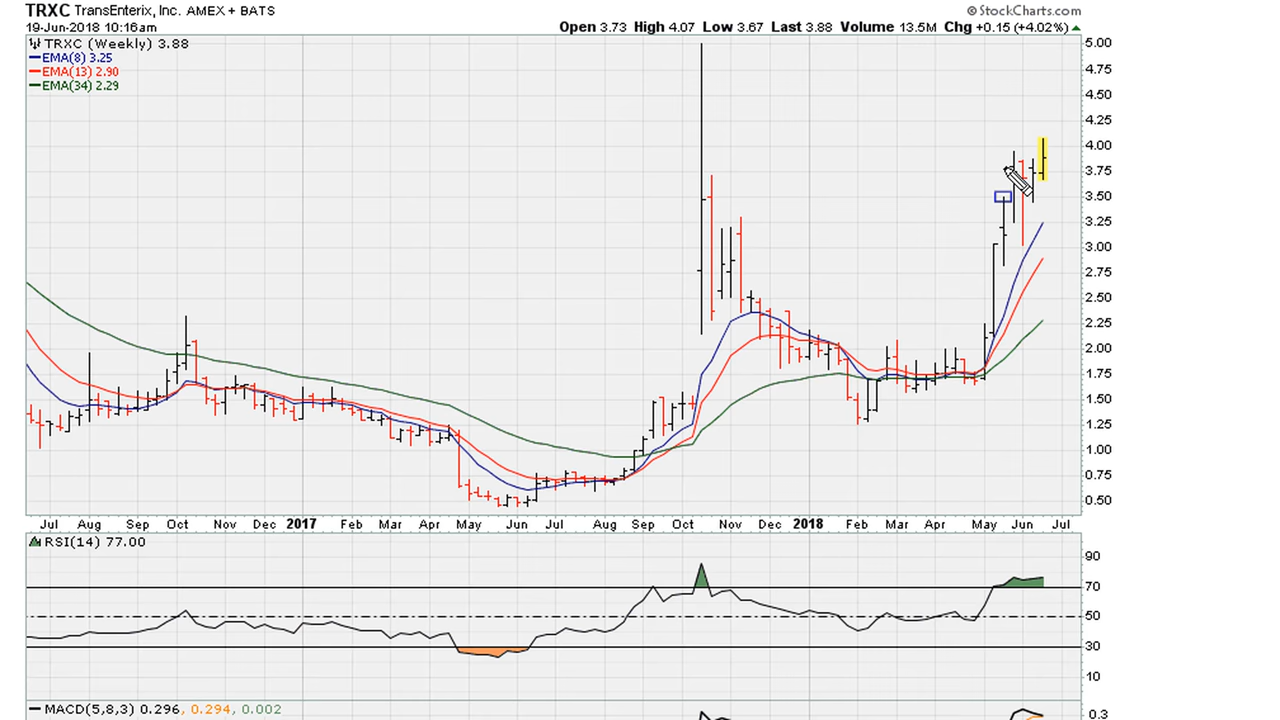 TRXC TransEnterix, Inc. AMEX + BATS
© StockCharts.com
19-Jun-2018 10:16am
Open 3.73 High 4.07 Low 3.67 Last 3.88 Volume 13.5M Chg +0.15 (+4.02%)
TRXC (Weekly) 3.88
EMA(8) 3.25
EMA(13) 2.90
EMA(34) 2.29
5.00
4.75
4.50
4.25
4.00
3.75
3.50
3.25
3.00
2.75
2.50
2.25
2.00
1.75
1.50
1.25
1.00
0.75
0.50
Jul Aug Sep Oct Nov Dec 2017 Feb Mar Apr May Jun Jul Aug Sep Oct Nov Dec 2018 Feb Mar Apr May Jun Jul
RSI(14) 77.00
90
70
50
30
10
MACD(5,8,3) 0.296, 0.294, 0.002
0.3